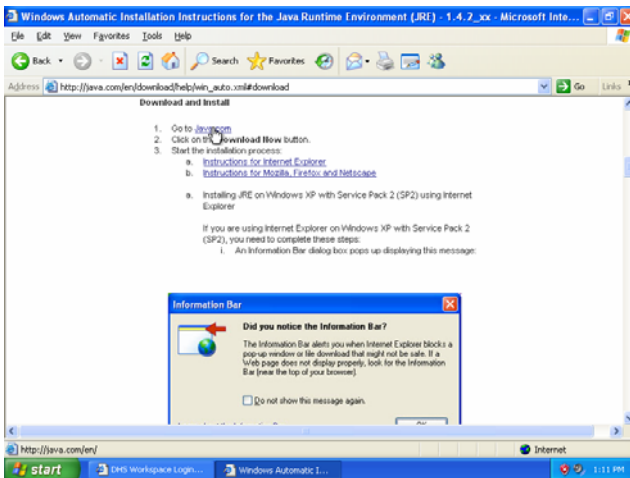 Windows Automatic Installation Instructions for the Java Runtime Environment (JRE) - 1.4.2_xx - Microsoft Inte...
File Edit View Favorites Tools Help
Back Search Favorites
Address http://java.com/en/download/help/win_auto.xml#download Go Links
Download and Install
1. Go to Java.com
2. Click on the Download Now button.
3. Start the installation process:
a. Instructions for Internet Explorer
b. Instructions for Mozilla, Firefox and Netscape
a. Installing JRE on Windows XP with Service Pack 2 (SP2) using Internet
Explorer
If you are using Internet Explorer on Windows XP with Service Pack 2
(SP2), you need to complete these steps:
i. An Information Bar dialog box pops up displaying this message:
Information Bar
Did you notice the Information Bar?
The Information Bar alerts you when Internet Explorer blocks a
pop-up window or file download that might not be safe. If a
Web page does not display properly, look for the Information
Bar (near the top of your browser).
Do not show this message again.
http://java.com/en/ Internet
start DHS Workspace Login... Windows Automatic I... 1:11 PM